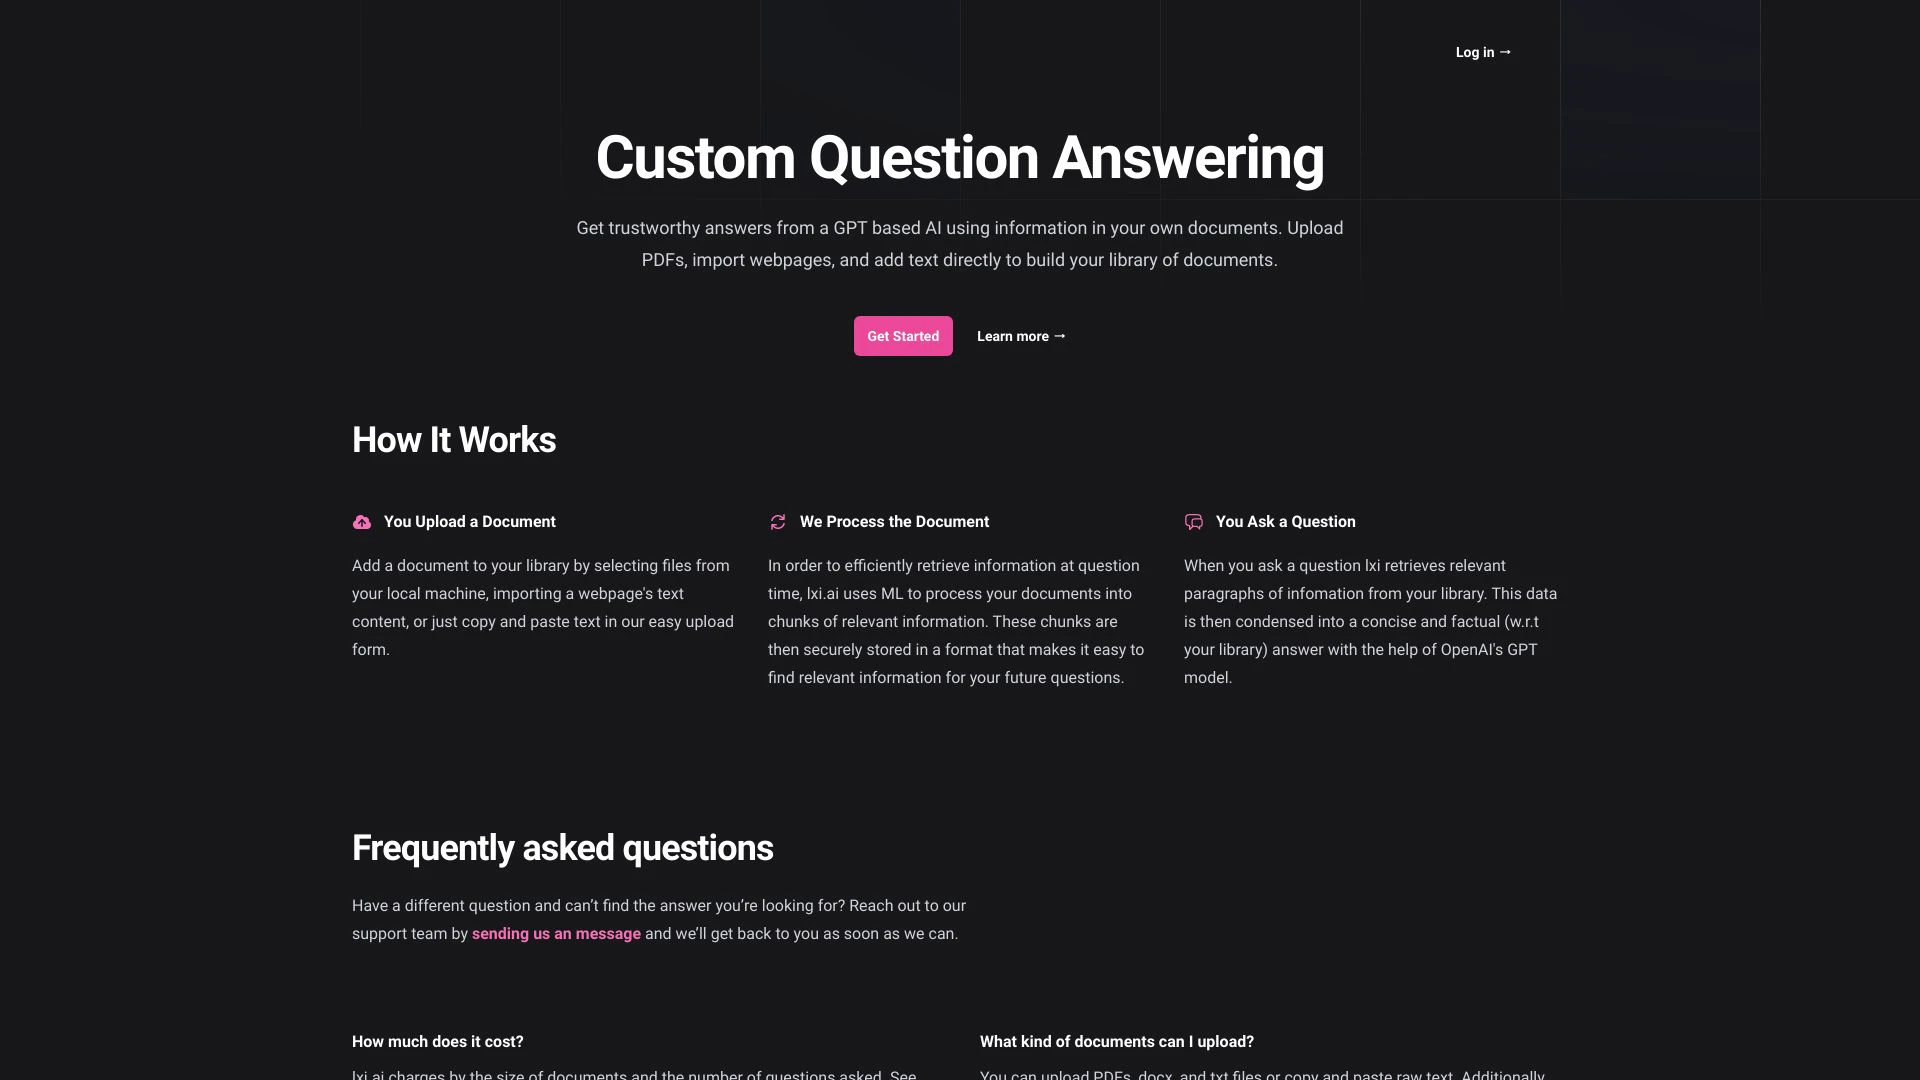 Log in →
Custom Question Answering
Get trustworthy answers from a GPT based AI using information in your own documents. Upload
PDFs, import webpages, and add text directly to build your library of documents.
Get Started
Learn more →
How It Works
You Upload a Document
Add a document to your library by selecting files from
your local machine, importing a webpage's text
content, or just copy and paste text in our easy upload
form.
We Process the Document
In order to efficiently retrieve information at question
time, lxi.ai uses ML to process your documents into
chunks of relevant information. These chunks are
then securely stored in a format that makes it easy to
find relevant information for your future questions.
You Ask a Question
When you ask a question lxi retrieves relevant
paragraphs of infomation from your library. This data
is then condensed into a concise and factual (w.r.t
your library) answer with the help of OpenAI's GPT
model.
Frequently asked questions
Have a different question and can’t find the answer you’re looking for? Reach out to our
support team by sending us an message and we’ll get back to you as soon as we can.
How much does it cost?
lxi.ai charges by the size of documents and the number of questions asked. See
What kind of documents can I upload?
You can upload PDFs, docx, and txt files or copy and paste raw text. Additionally